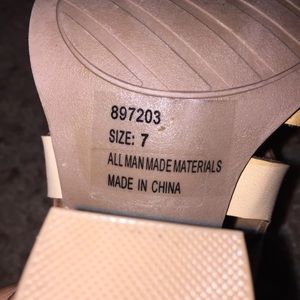 897203
SIZE: 7
ALL MAN MADE MATERIALS
MADE IN CHINA